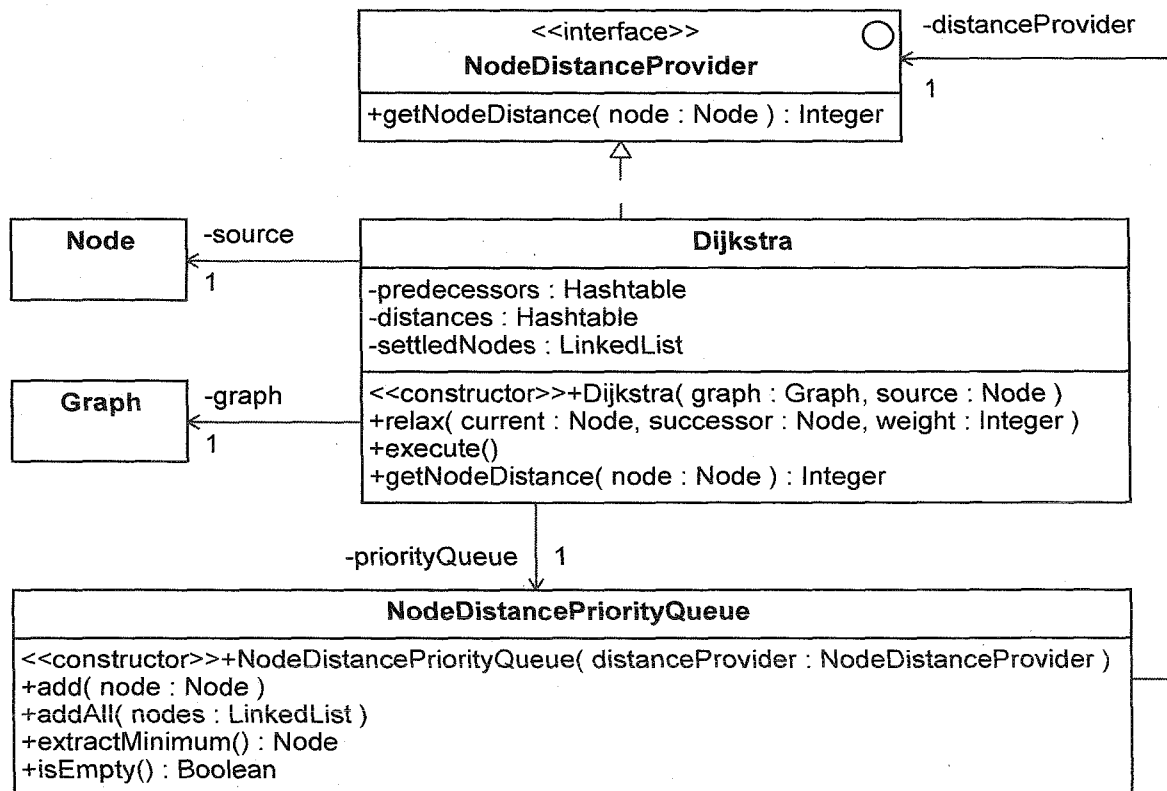 <<interface>>
NodeDistanceProvider
+getNodeDistance( node : Node ) : Integer
-distanceProvider
1
Node
-source
1
Graph
-graph
1
Dijkstra
-predecessors : Hashtable
-distances : Hashtable
-settledNodes : LinkedList
<<constructor>>+Dijkstra( graph : Graph, source : Node )
+relax( current : Node, successor : Node, weight : Integer )
+execute()
+getNodeDistance( node : Node ) : Integer
-priorityQueue
1
NodeDistancePriorityQueue
<<constructor>>+NodeDistancePriorityQueue( distanceProvider : NodeDistanceProvider )
+add( node : Node )
+addAll( nodes : LinkedList )
+extractMinimum() : Node
+isEmpty() : Boolean